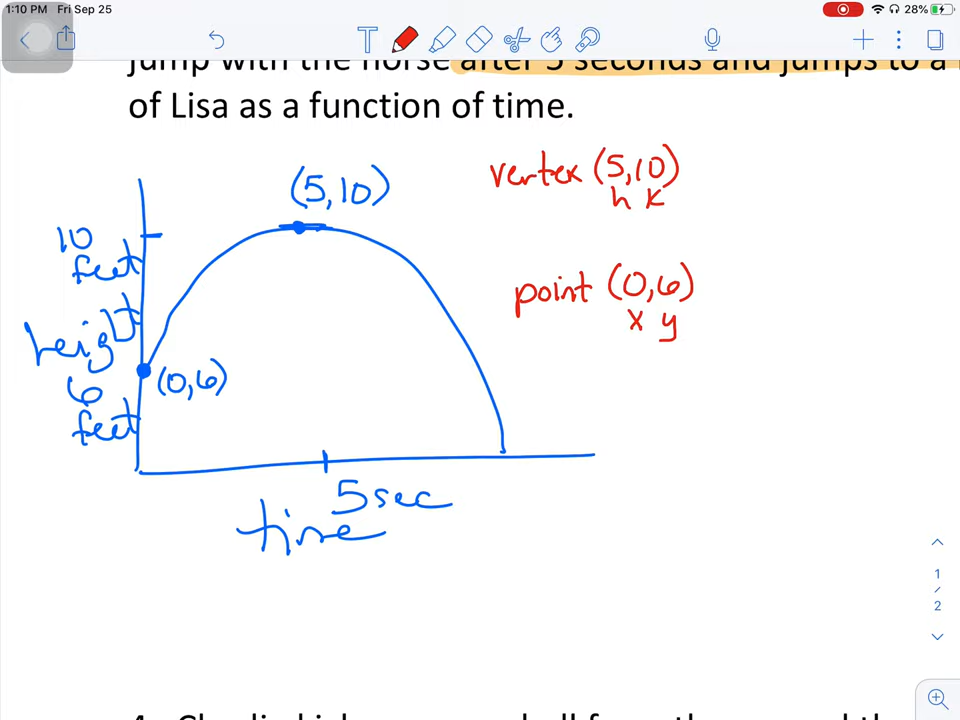 1:10 PM Fri Sep 25
28%
T
jump with the horse after 5 seconds and jumps to a
of Lisa as a function of time.
(5,10)
vertex (5,10)
h k
10
feet
point (0,6)
x y
height
6
feet
(0,6)
5 sec
time
1
/
2